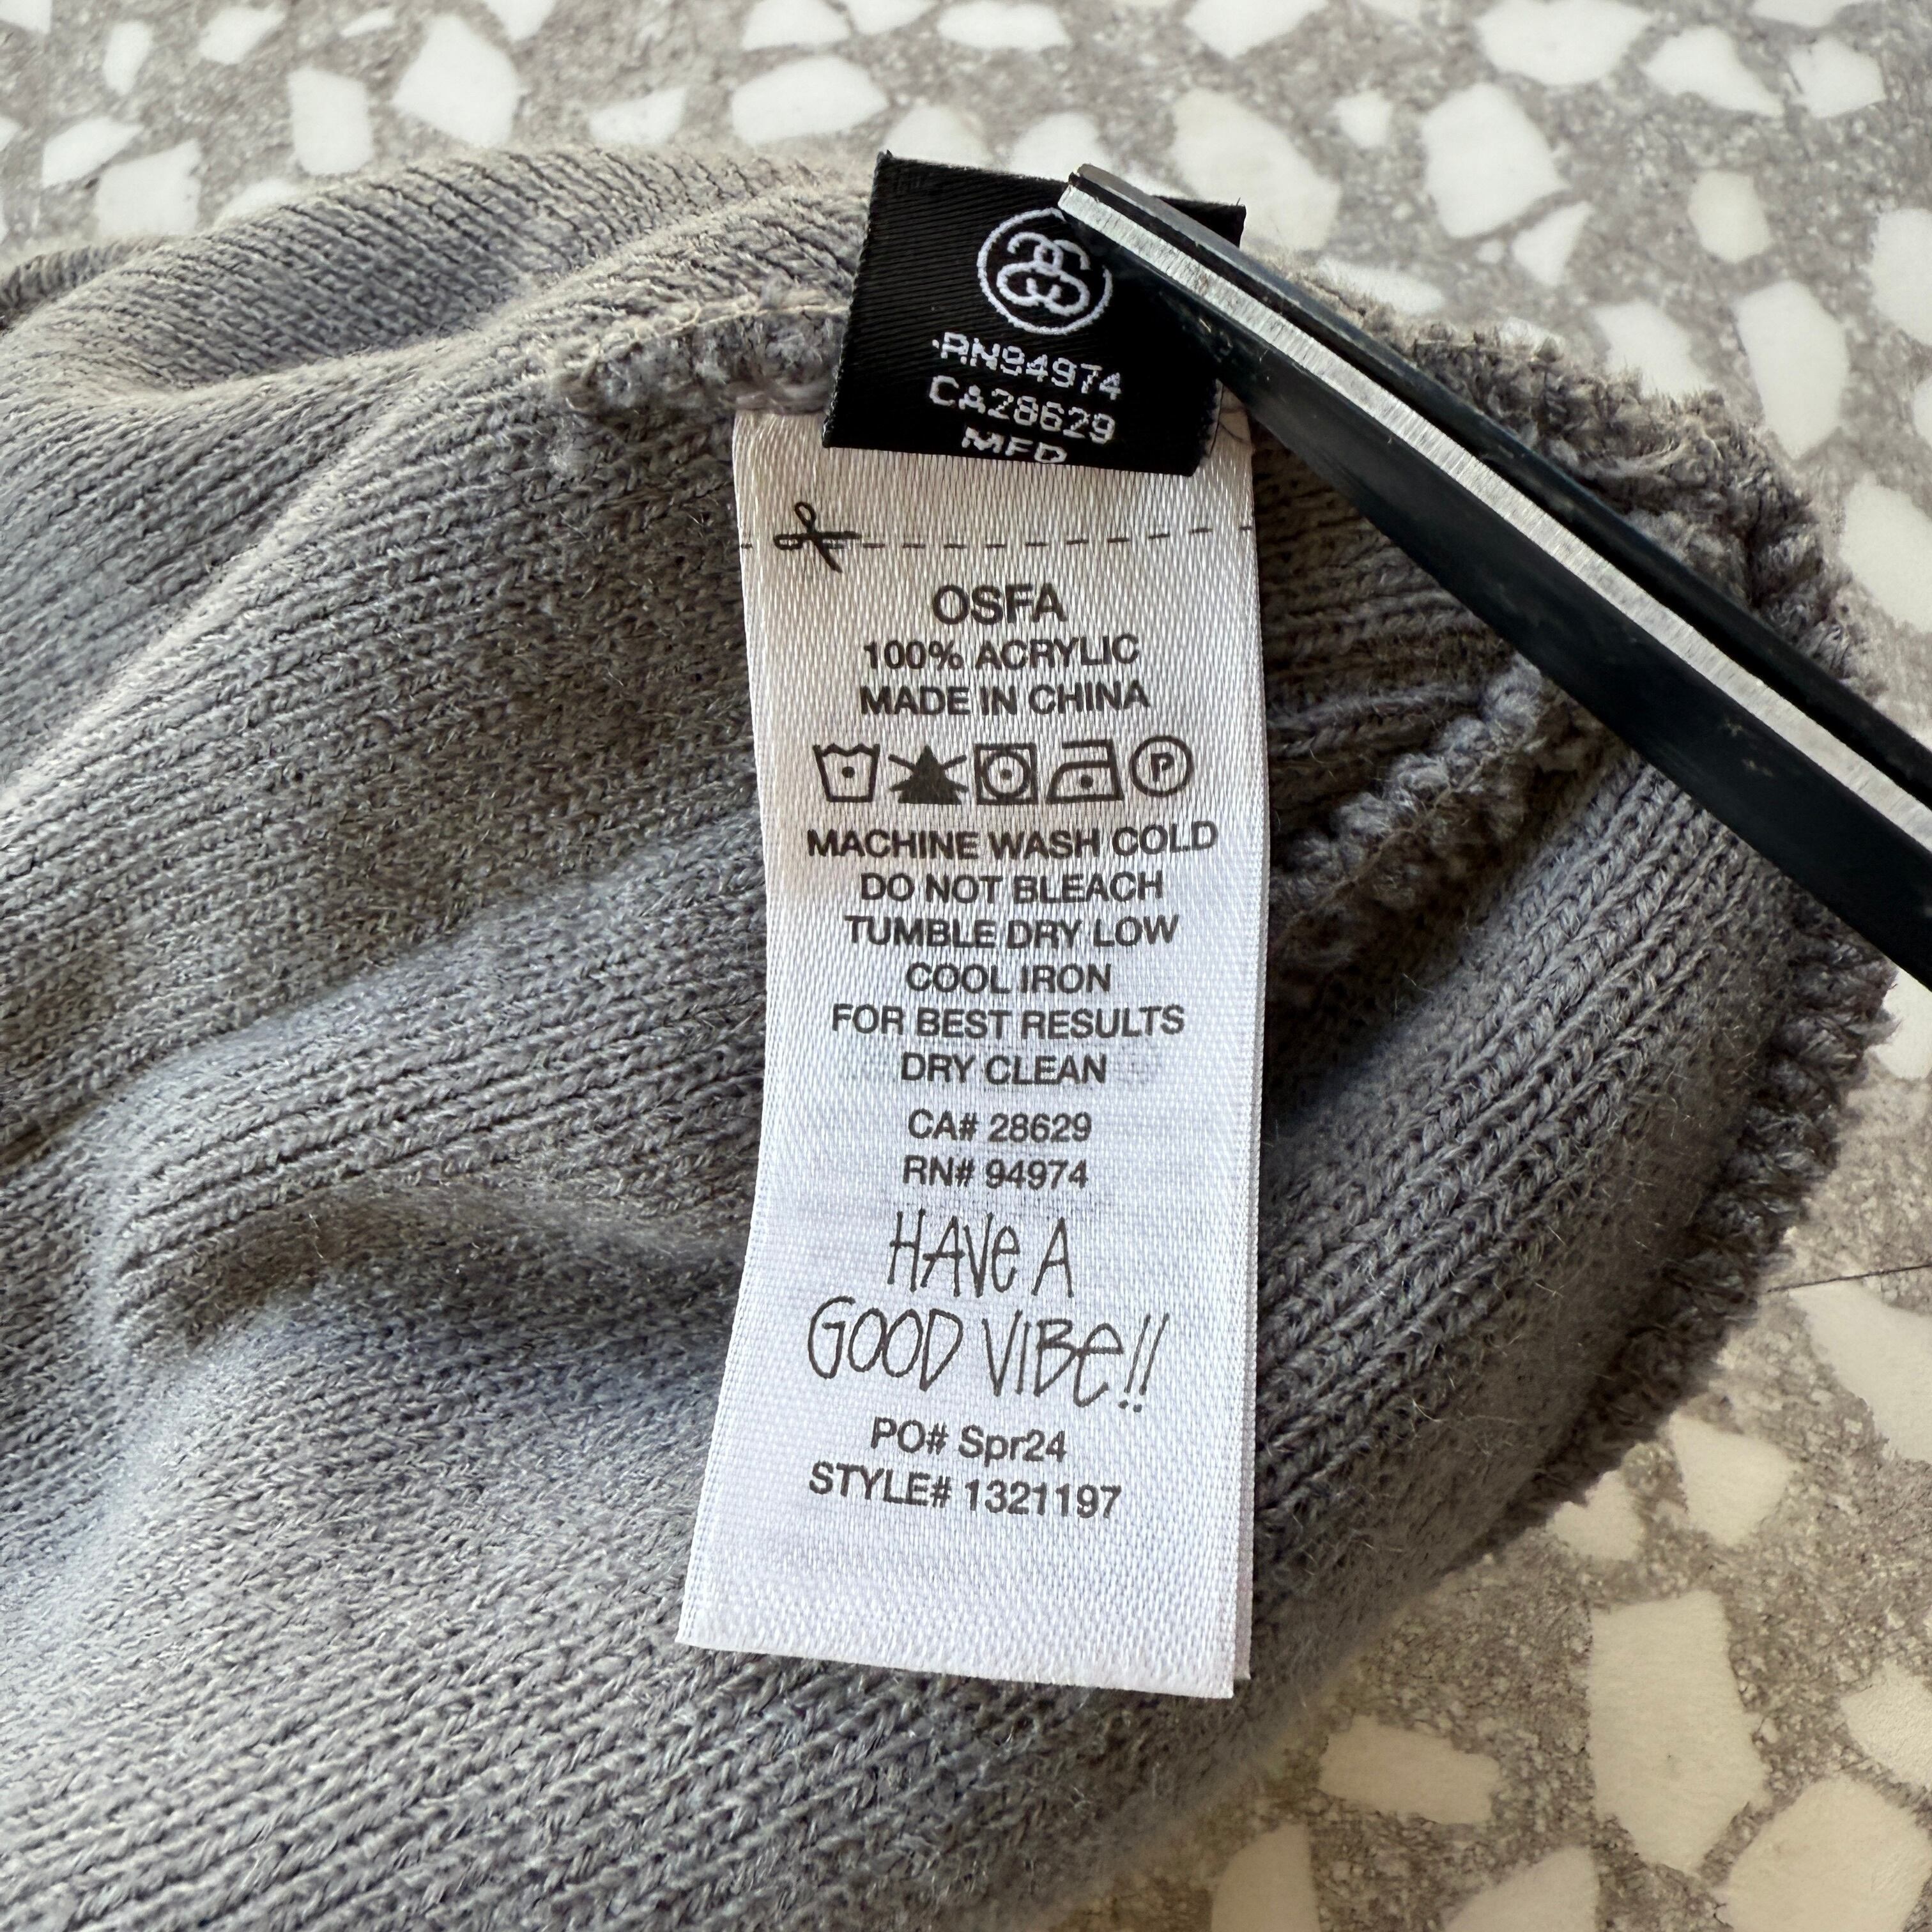 RN94974
CA28629
MFD
OSFA
100% ACRYLIC
MADE IN CHINA
P
MACHINE WASH COLD
DO NOT BLEACH
TUMBLE DRY LOW
COOL IRON
FOR BEST RESULTS
DRY CLEAN
CA# 28629
RN# 94974
HAVe A
GOOD VIBe!!
PO# Spr24
STYLE# 1321197